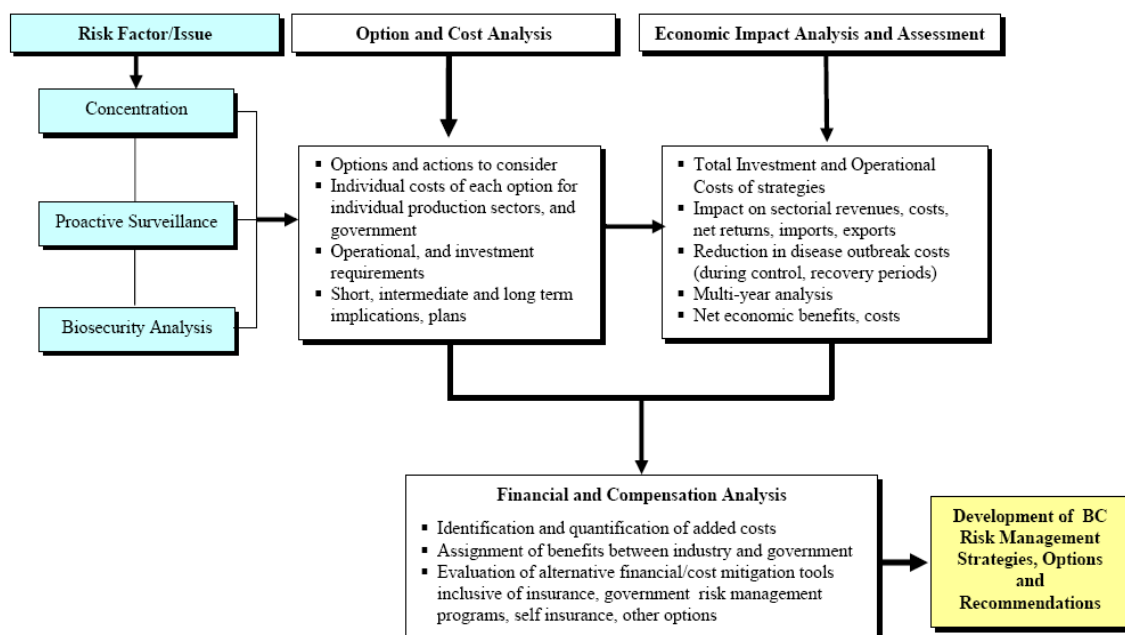 Risk Factor/Issue
Option and Cost Analysis
Economic Impact Analysis and Assessment
Concentration
Proactive Surveillance
Biosecurity Analysis
▪ Options and actions to consider
▪ Individual costs of each option for
individual production sectors, and
government
▪ Operational, and investment
requirements
▪ Short, intermediate and long term
implications, plans
▪ Total Investment and Operational
Costs of strategies
▪ Impact on sectorial revenues, costs,
net returns, imports, exports
▪ Reduction in disease outbreak costs
(during control, recovery periods)
▪ Multi-year analysis
▪ Net economic benefits, costs
Financial and Compensation Analysis
▪ Identification and quantification of added costs
▪ Assignment of benefits between industry and government
▪ Evaluation of alternative financial/cost mitigation tools
inclusive of insurance, government risk management
programs, self insurance, other options
Development of BC
Risk Management
Strategies, Options
and
Recommendations